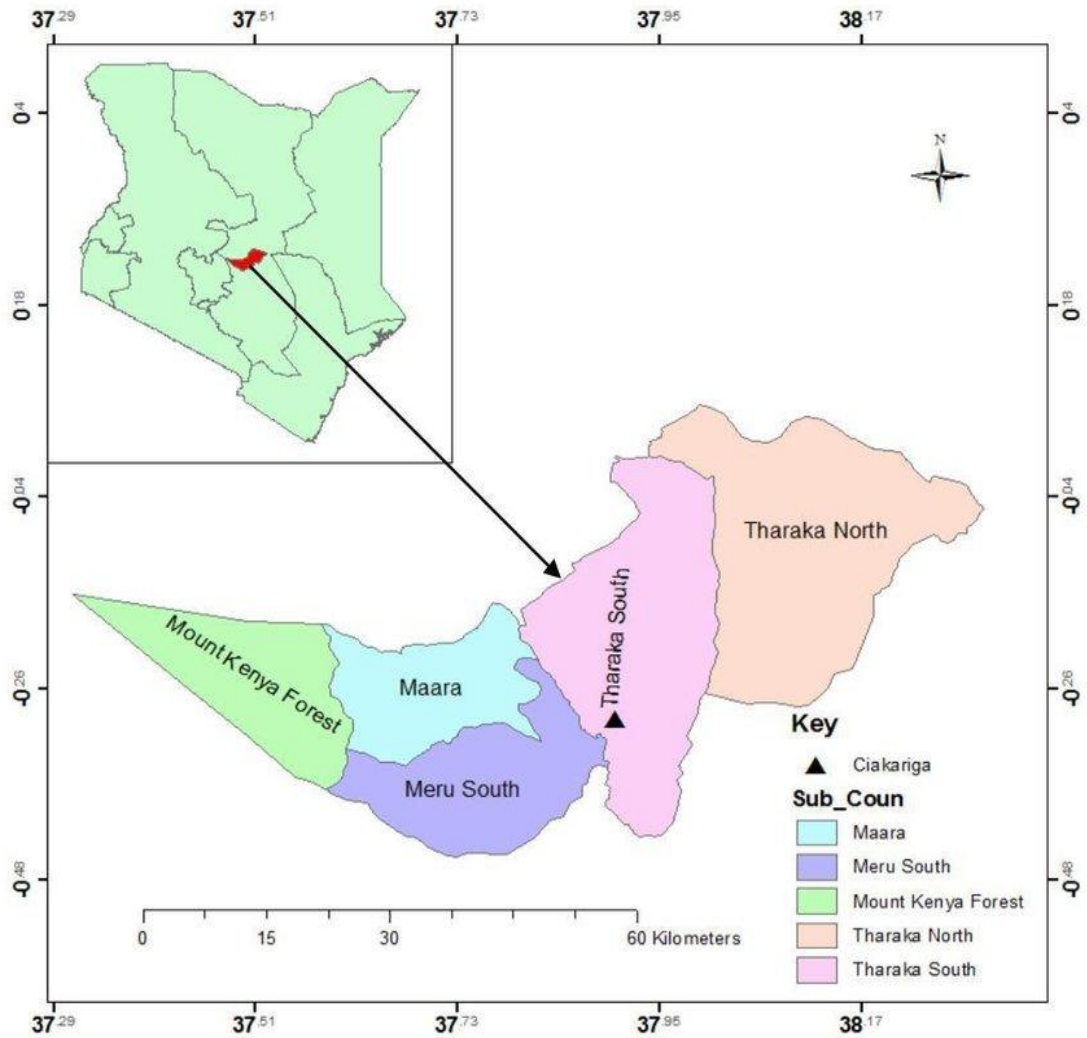 37.29 37.51 37.73 37.95 38.17
0.4 0.4
N
0.18 0.18
-0.04 -0.04
Tharaka North
Tharaka South
Mount Kenya Forest
Maara
-0.26 -0.26
Meru South
Key
Ciakariga
Sub_Coun
Maara
Meru South
Mount Kenya Forest
Tharaka North
Tharaka South
-0.48 -0.48
0 15 30 60 Kilometers
37.29 37.51 37.73 37.95 38.17